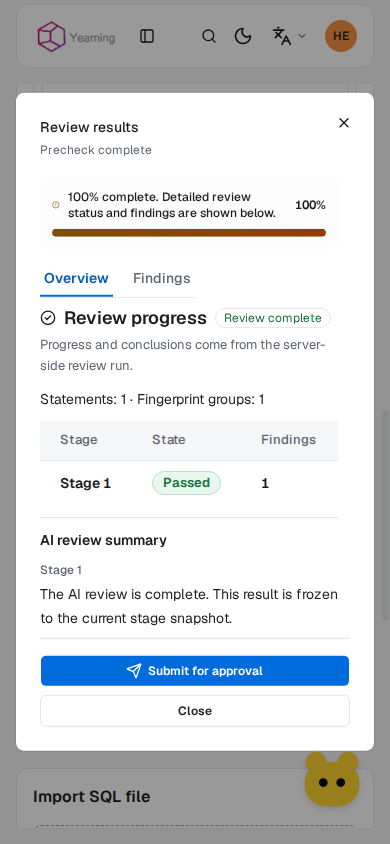 Yearning
HE
Review results
Precheck complete
100% complete. Detailed review
status and findings are shown below.
100%
Overview Findings
Review progress Review complete
Progress and conclusions come from the server-
side review run.
Statements: 1 · Fingerprint groups: 1
Stage State Findings
Stage 1 Passed 1
AI review summary
Stage 1
The AI review is complete. This result is frozen
to the current stage snapshot.
Submit for approval
Close
Import SQL file